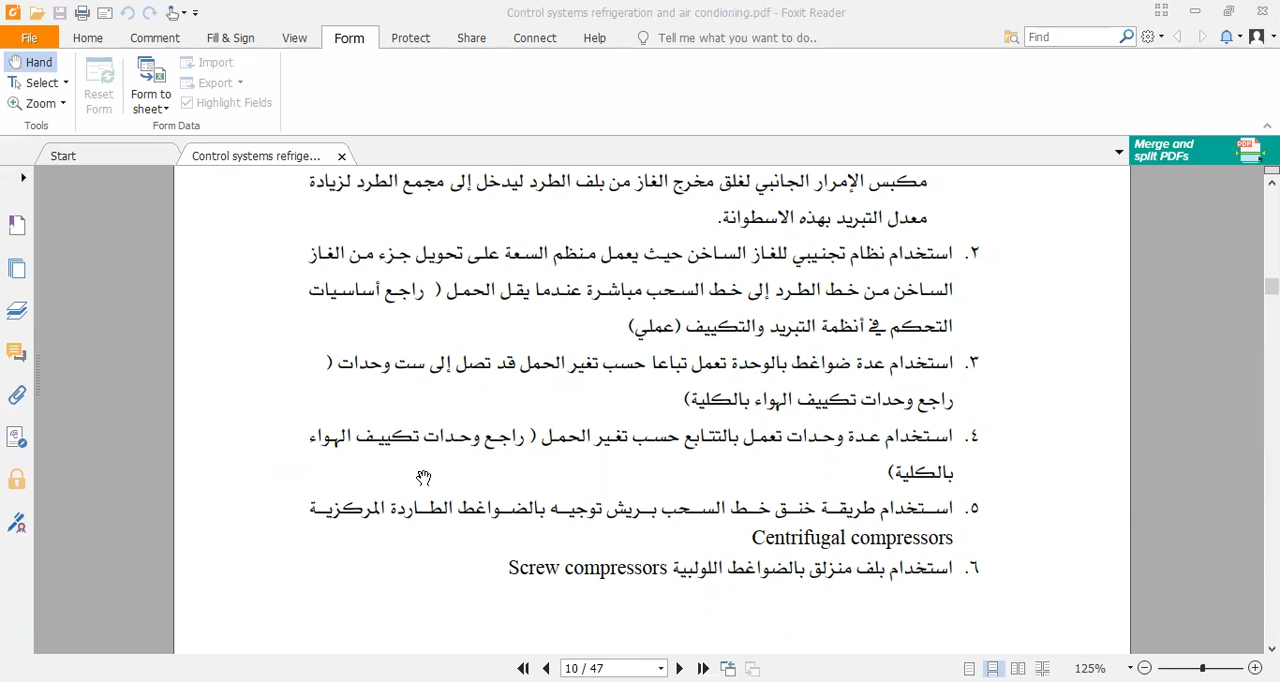 Control systems refrigeration and air condioning.pdf - Foxit Reader
File Home Comment Fill & Sign View Form Protect Share Connect Help Tell me what you want to do.. Find
Hand
Select
Zoom
Tools
Reset Form
Form to sheet
Import
Export
Highlight Fields
Form Data
Start
Control systems refrige...
Merge and split PDFs
PDF
مكبس الإمرار الجانبي لغلق مخرج الغاز من بلف الطرد ليدخل إلى مجمع الطرد لزيادة
معدل التبريد بهذه الاسطوانة.
٢. استخدام نظام تجنيبي للغاز الساخن حيث يعمل منظم السعة على تحويل جزء من الغاز
الساخن من خط الطرد إلى خط السحب مباشرة عندما يقل الحمل ( راجع أساسيات
التحكم في أنظمة التبريد والتكييف (عملي)
٣. استخدام عدة ضواغط بالوحدة تعمل تباعا حسب تغير الحمل قد تصل إلى ست وحدات (
راجع وحدات تكييف الهواء بالكلية)
٤. استخدام عدة وحدات تعمل بالتتابع حسب تغير الحمل ( راجع وحدات تكييف الهواء
بالكلية)
٥. استخدام طريقة خنق خط السحب بريش توجيه بالضواغط الطاردة المركزية
Centrifugal compressors
٦. استخدام بلف منزلق بالضواغط اللولبية Screw compressors
10 / 47
125%